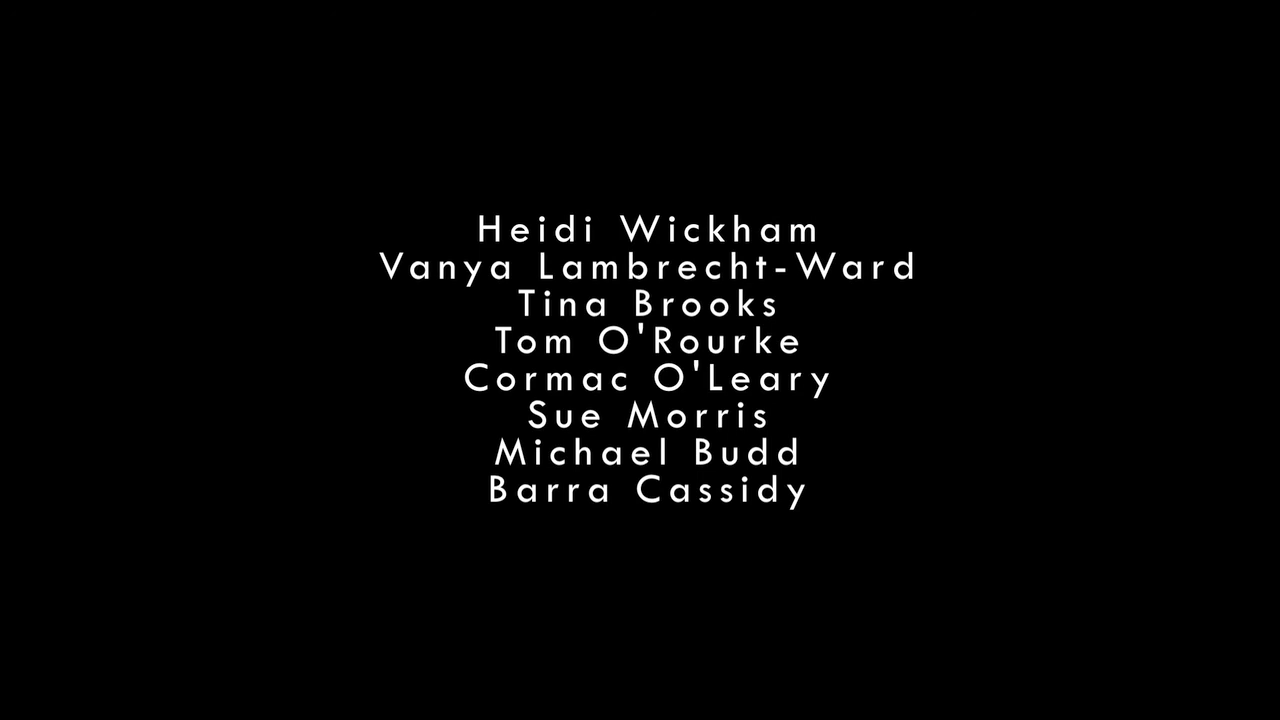 Heidi Wickham
Vanya Lambrecht-Ward
Tina Brooks
Tom O'Rourke
Cormac O'Leary
Sue Morris
Michael Budd
Barra Cassidy